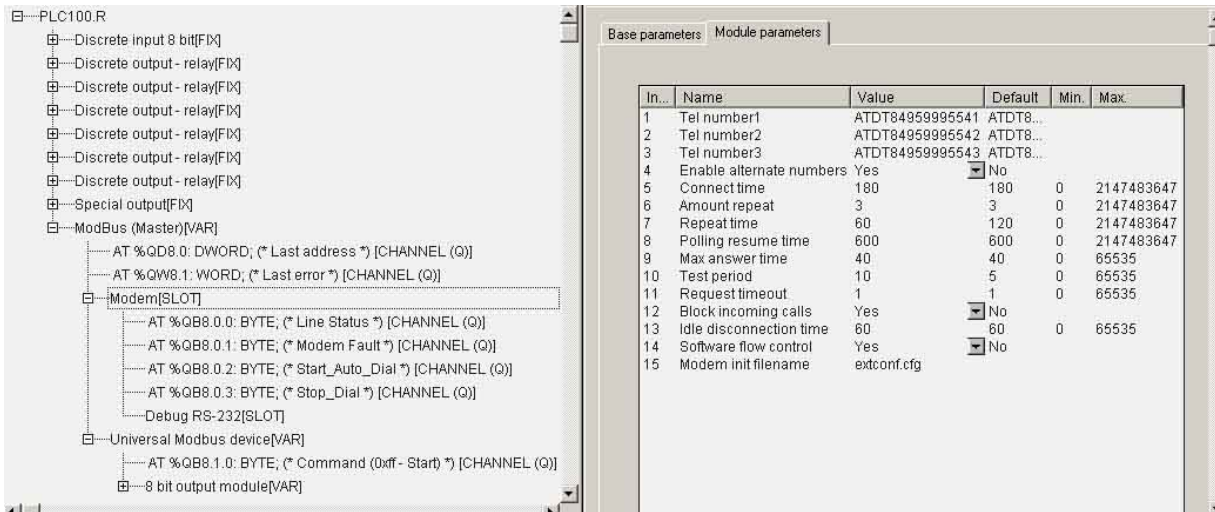 PLC100.R
Discrete input 8 bit[FIX]
Discrete output - relay[FIX]
Discrete output - relay[FIX]
Discrete output - relay[FIX]
Discrete output - relay[FIX]
Discrete output - relay[FIX]
Discrete output - relay[FIX]
Special output[FIX]
ModBus (Master)[VAR]
AT %QD8.0: DWORD; (* Last address *) [CHANNEL (Q)]
AT %QW8.1: WORD; (* Last error *) [CHANNEL (Q)]
Modem[SLOT]
AT %QB8.0.0: BYTE; (* Line Status *) [CHANNEL (Q)]
AT %QB8.0.1: BYTE; (* Modem Fault *) [CHANNEL (Q)]
AT %QB8.0.2: BYTE; (* Start_Auto_Dial *) [CHANNEL (Q)]
AT %QB8.0.3: BYTE; (* Stop_Dial *) [CHANNEL (Q)]
Debug RS-232[SLOT]
Universal Modbus device[VAR]
AT %QB8.1.0: BYTE; (* Command (0xff - Start) *) [CHANNEL (Q)]
8 bit output module[VAR]
Base parameters Module parameters
In... Name Value Default Min. Max.
1 Tel number1 ATDT84959995541 ATDT8...
2 Tel number2 ATDT84959995542 ATDT8...
3 Tel number3 ATDT84959995543 ATDT8...
4 Enable alternate numbers Yes No
5 Connect time 180 180 0 2147483647
6 Amount repeat 3 3 0 2147483647
7 Repeat time 60 120 0 2147483647
8 Polling resume time 600 600 0 2147483647
9 Max answer time 40 40 0 65535
10 Test period 10 5 0 65535
11 Request timeout 1 1 0 65535
12 Block incoming calls Yes No
13 Idle disconnection time 60 60 0 65535
14 Software flow control Yes No
15 Modem init filename extconf.cfg